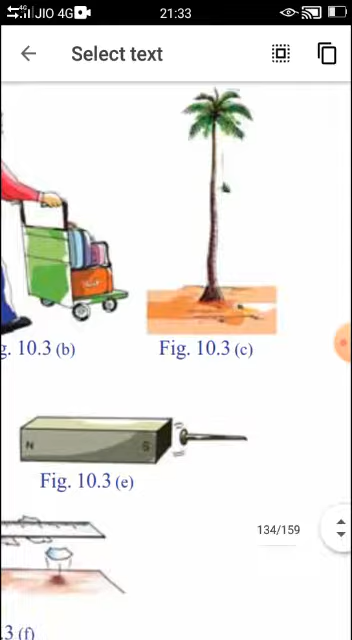 JIO 4G
21:33
Select text
g. 10.3 (b)
Fig. 10.3 (c)
N
S
Fig. 10.3 (e)
134/159
.3 (f)